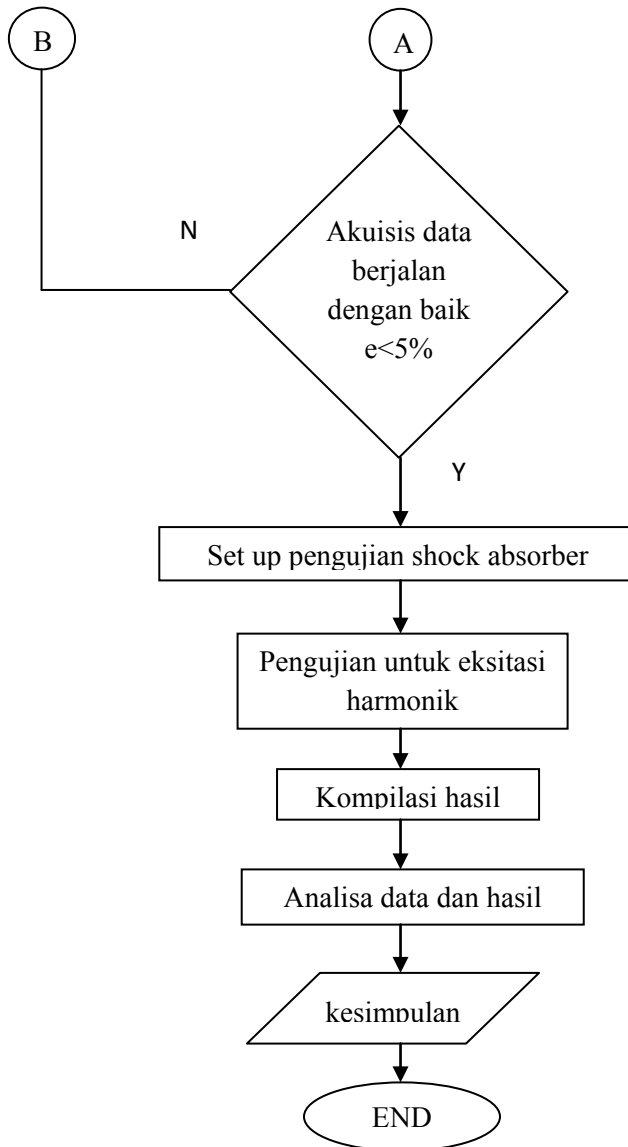 B
A
N
Akuisis data
berjalan
dengan baik
e<5%
Y
Set up pengujian shock absorber
Pengujian untuk eksitasi
harmonik
Kompilasi hasil
Analisa data dan hasil
kesimpulan
END